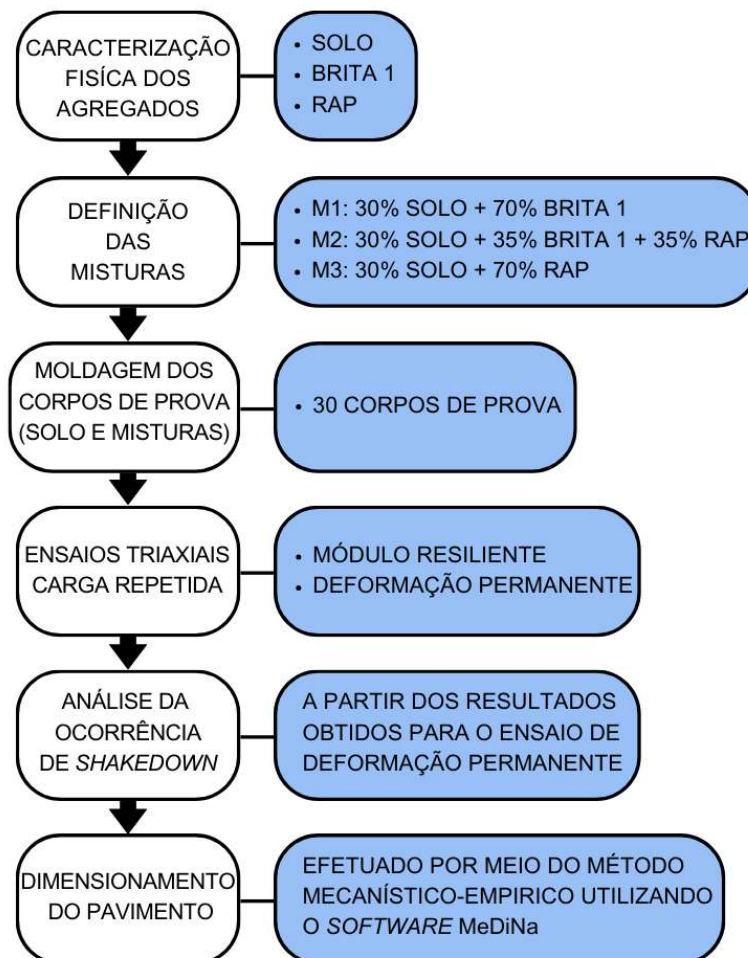 CARACTERIZAÇÃO
FISÍCA DOS
AGREGADOS
• SOLO
• BRITA 1
• RAP
DEFINIÇÃO
DAS
MISTURAS
• M1: 30% SOLO + 70% BRITA 1
• M2: 30% SOLO + 35% BRITA 1 + 35% RAP
• M3: 30% SOLO + 70% RAP
MOLDAGEM DOS
CORPOS DE PROVA
(SOLO E MISTURAS)
• 30 CORPOS DE PROVA
ENSAIOS TRIAXIAIS
CARGA REPETIDA
• MÓDULO RESILIENTE
• DEFORMAÇÃO PERMANENTE
ANÁLISE DA
OCORRÊNCIA
DE SHAKEDOWN
A PARTIR DOS RESULTADOS
OBTIDOS PARA O ENSAIO DE
DEFORMAÇÃO PERMANENTE
DIMENSIONAMENTO
DO PAVIMENTO
EFETUADO POR MEIO DO MÉTODO
MECANÍSTICO-EMPIRICO UTILIZANDO
O SOFTWARE MeDiNa